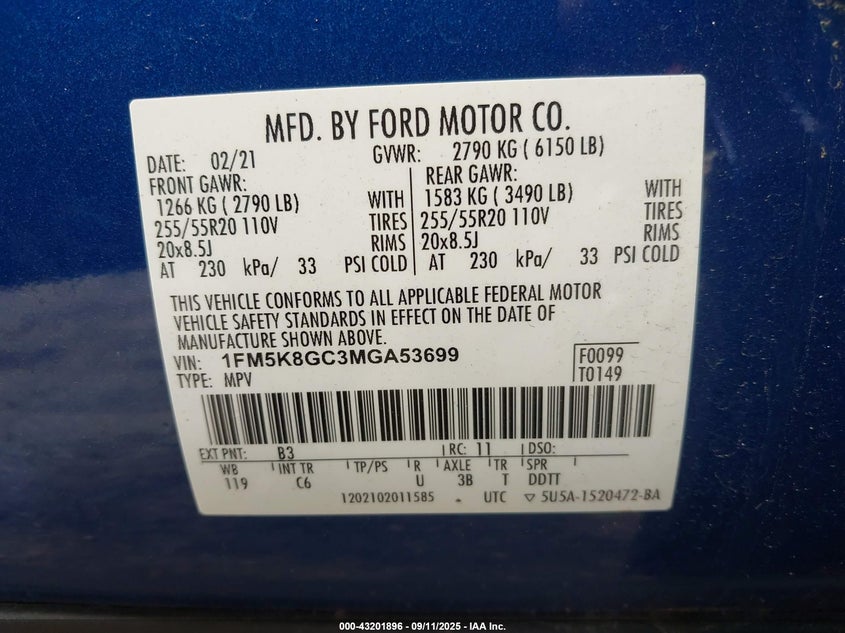 MFD. BY FORD MOTOR CO.
DATE: 02/21 GVWR: 2790 KG ( 6150 LB)
FRONT GAWR: REAR GAWR:
1266 KG ( 2790 LB) WITH 1583 KG ( 3490 LB) WITH
255/55R20 110V TIRES 255/55R20 110V TIRES
20x8.5J RIMS 20x8.5J RIMS
AT 230 kPa/ 33 PSI COLD AT 230 kPa/ 33 PSI COLD
THIS VEHICLE CONFORMS TO ALL APPLICABLE FEDERAL MOTOR
VEHICLE SAFETY STANDARDS IN EFFECT ON THE DATE OF
MANUFACTURE SHOWN ABOVE.
VIN: 1FM5K8GC3MGA53699 F0099
TYPE: MPV T0149
EXT PNT: B3 RC: 11 DSO:
WB INT TR TP/PS R AXLE TR SPR
119 C6 U 3B T DDTT
1202102011585 UTC ▽ 5U5A-1520472-BA
000-43201896 - 09/11/2025 - IAA Inc.